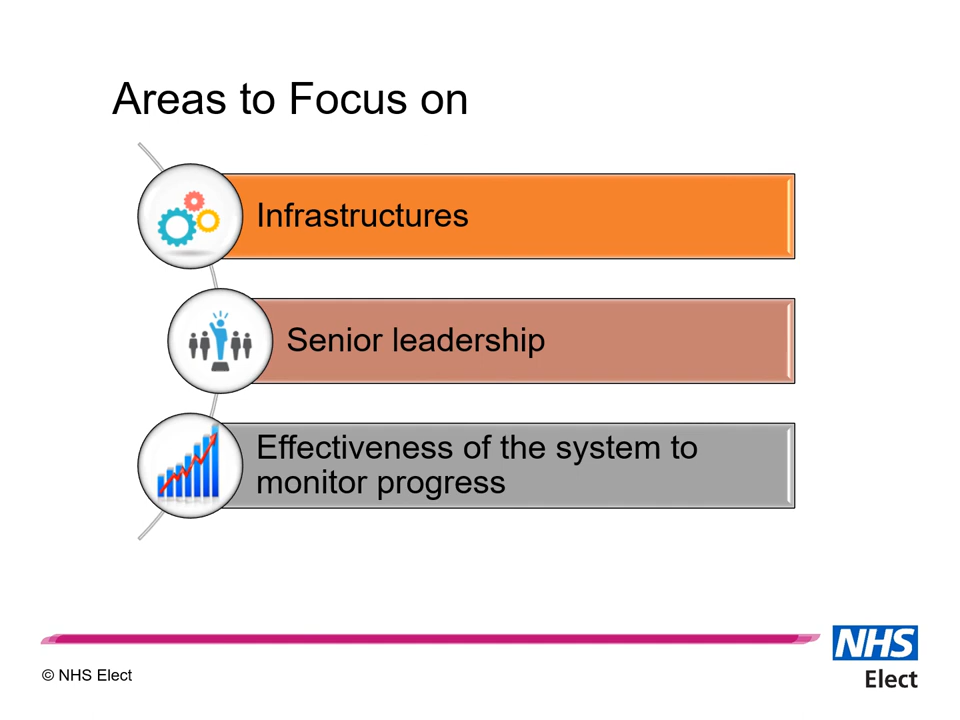 Areas to Focus on
Infrastructures
Senior leadership
Effectiveness of the system to
monitor progress
© NHS Elect
NHS
Elect